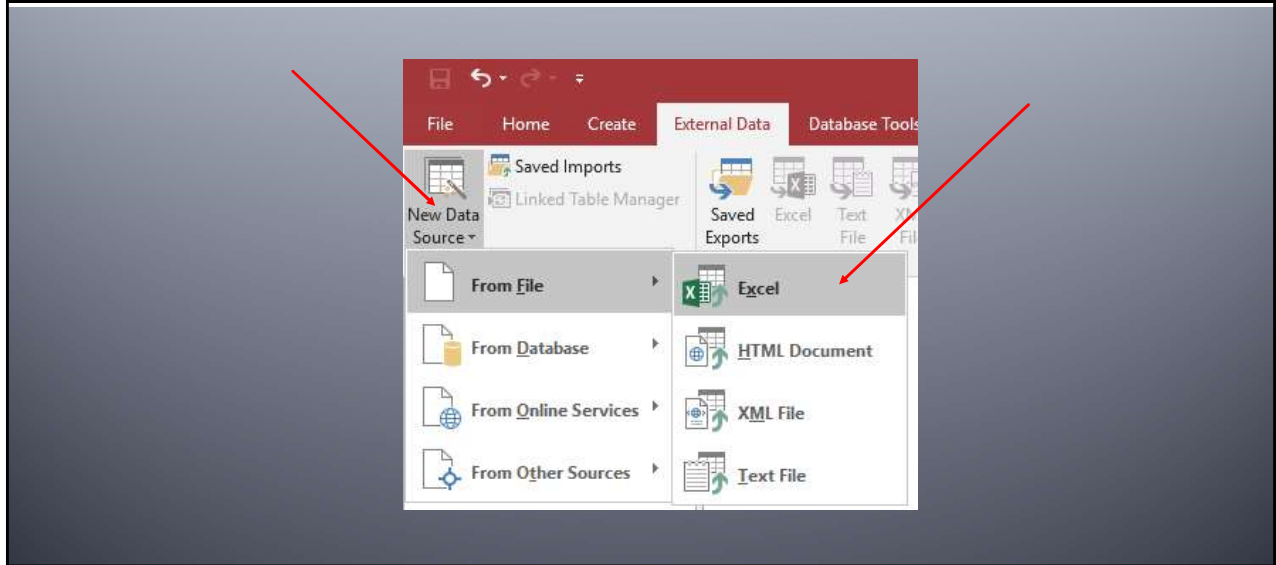 File Home Create External Data Database Tools
Saved Imports
Linked Table Manager
New Data
Source
Saved
Exports
Excel
Text
File
From File
From Database
From Online Services
From Other Sources
Excel
HTML Document
XML File
Text File